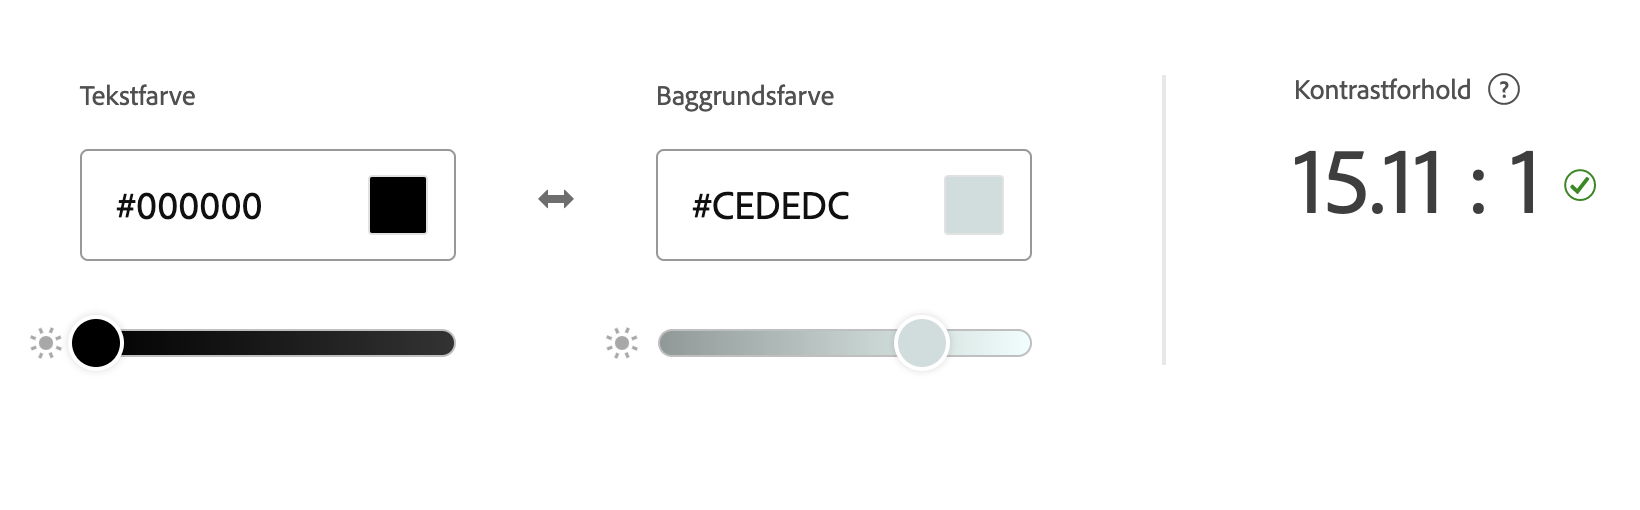 Tekstfarve
#000000
Baggrundsfarve
#CEDEDC
Kontrastforhold ?
15.11 : 1